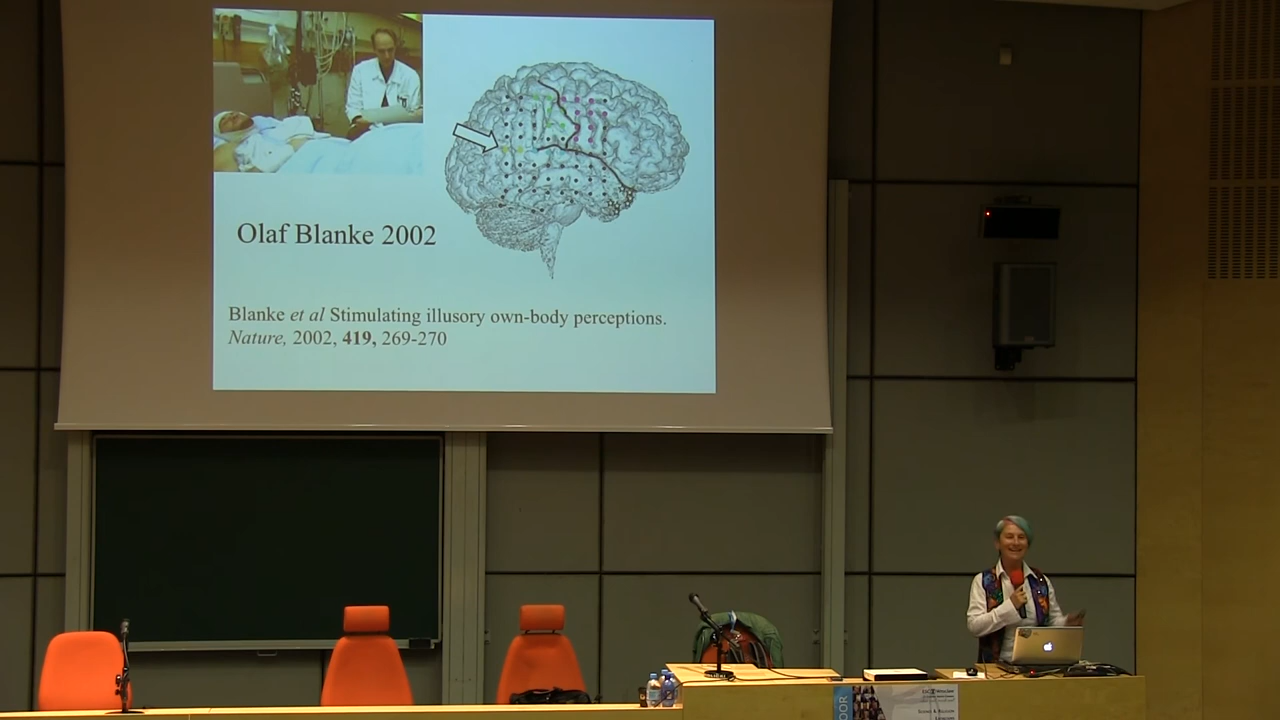 Olaf Blanke 2002
Blanke et al Stimulating illusory own-body perceptions.
Nature, 2002, 419, 269-270